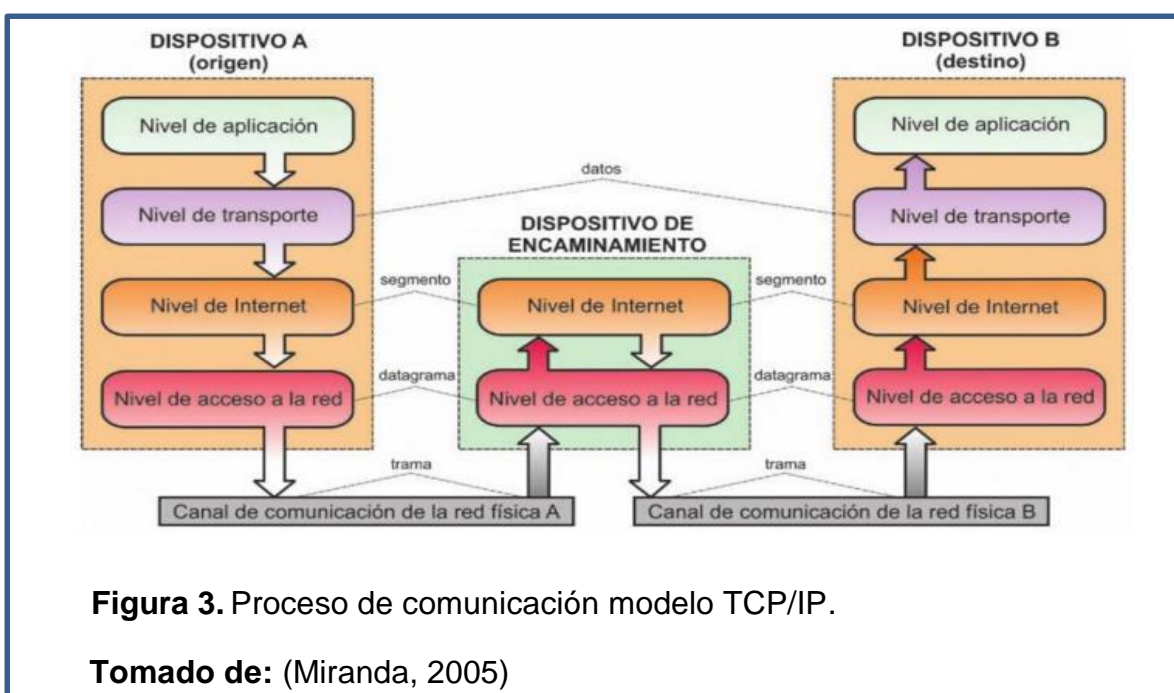 DISPOSITIVO A
(origen)
DISPOSITIVO B
(destino)
Nivel de aplicación
Nivel de aplicación
datos
Nivel de transporte
Nivel de transporte
DISPOSITIVO DE
ENCAMINAMIENTO
segmento
segmento
Nivel de Internet
Nivel de Internet
Nivel de Internet
datagrama
datagrama
Nivel de acceso a la red
Nivel de acceso a la red
Nivel de acceso a la red
trama
trama
Canal de comunicación de la red física A
Canal de comunicación de la red física B
Figura 3. Proceso de comunicación modelo TCP/IP.
Tomado de: (Miranda, 2005)